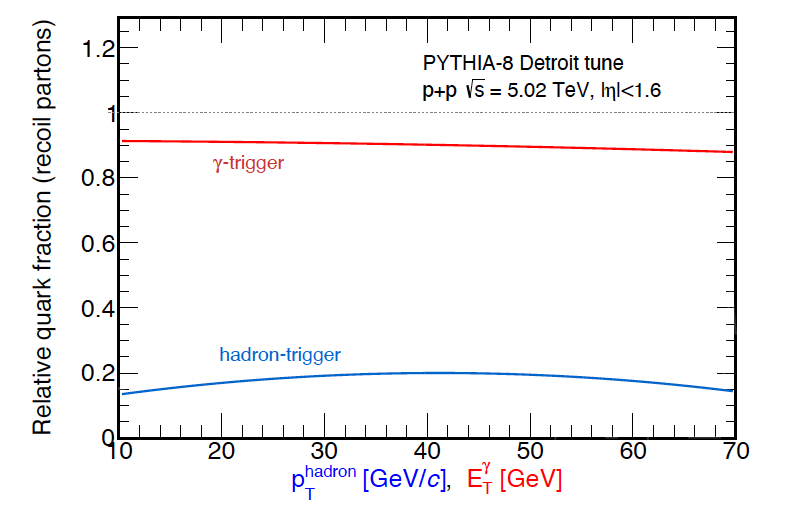 Relative quark fraction (recoil partons)
1.2
1
0.8
0.6
0.4
0.2
0
PYTHIA-8 Detroit tune
p+p √s = 5.02 TeV, |η|<1.6
γ-trigger
hadron-trigger
10 20 30 40 50 60 70
p_T^hadron [GeV/c], E_T^γ [GeV]